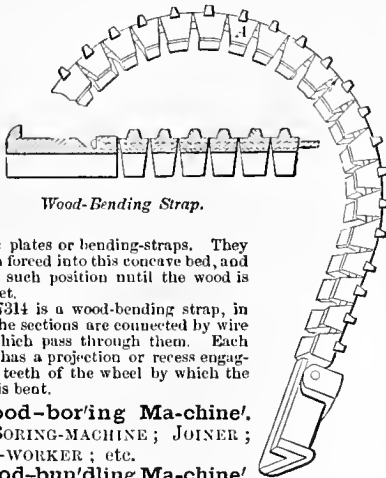 A
Wood-Bending Strap.
plates or bending-straps. They
forced into this concave bed, and
such position until the wood is
et.
7314 is a wood-bending strap, in
he sections are connected by wire
hich pass through them. Each
has a projection or recess engag-
teeth of the wheel by which the
is bent.
ood-bor'ing Ma-chine'.
BORING-MACHINE; JOINER;
-WORKER; etc.
od-bun'dling Ma-chine'